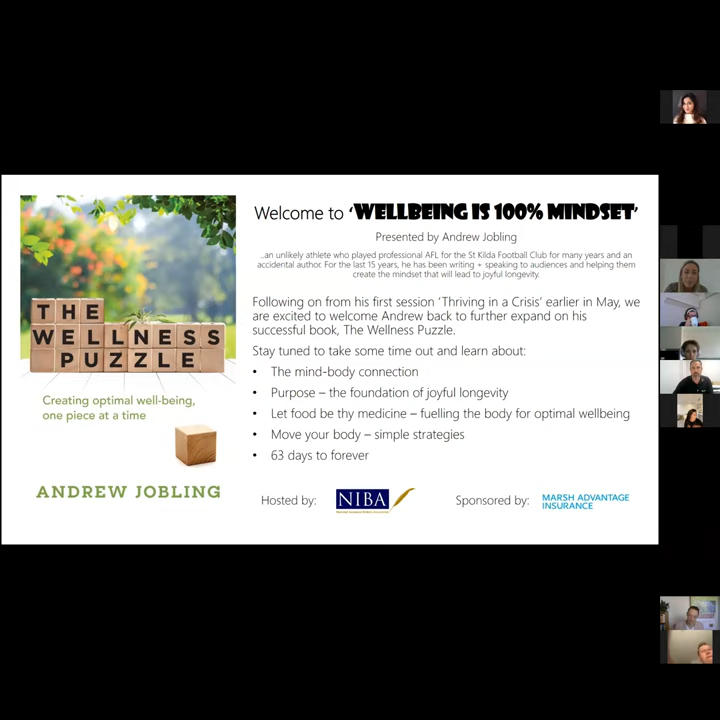 THE
WELLNESS
PUZZLE
Creating optimal well-being,
one piece at a time
ANDREW JOBLING
Welcome to ‘WELLBEING IS 100% MINDSET’
Presented by Andrew Jobling
...an unlikely athlete who played professional AFL for the St Kilda Football Club for many years and an
accidental author. For the last 15 years, he has been writing + speaking to audiences and helping them
create the mindset that will lead to joyful longevity.
Following on from his first session ‘Thriving in a Crisis’ earlier in May, we
are excited to welcome Andrew back to further expand on his
successful book, The Wellness Puzzle.
Stay tuned to take some time out and learn about:
• The mind-body connection
• Purpose – the foundation of joyful longevity
• Let food be thy medicine – fuelling the body for optimal wellbeing
• Move your body – simple strategies
• 63 days to forever
Hosted by:
NIBA
Sponsored by:
MARSH ADVANTAGE
INSURANCE